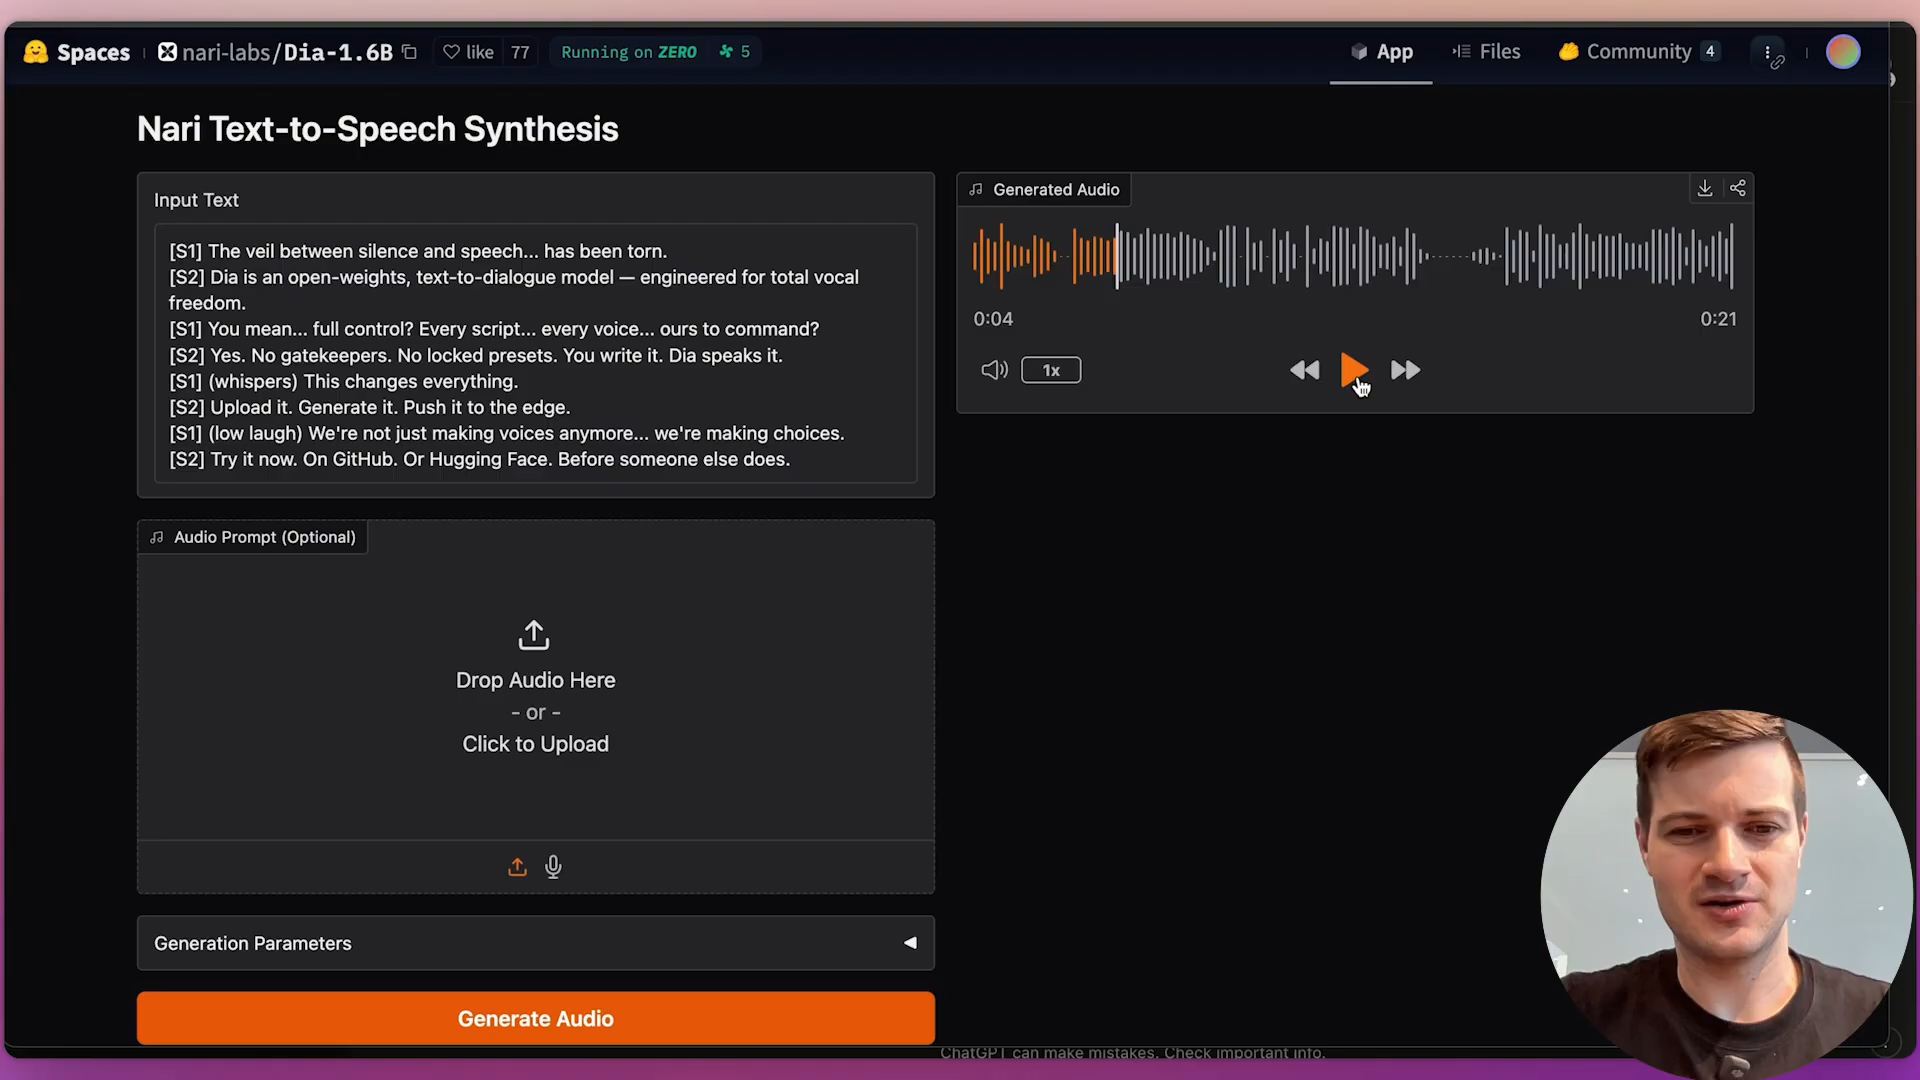 Spaces nari-labs/Dia-1.6B like 77 Running on ZERO 5 App Files Community 4
Nari Text-to-Speech Synthesis
Input Text
[S1] The veil between silence and speech... has been torn.
[S2] Dia is an open-weights, text-to-dialogue model — engineered for total vocal
freedom.
[S1] You mean... full control? Every script... every voice... ours to command?
[S2] Yes. No gatekeepers. No locked presets. You write it. Dia speaks it.
[S1] (whispers) This changes everything.
[S2] Upload it. Generate it. Push it to the edge.
[S1] (low laugh) We're not just making voices anymore... we're making choices.
[S2] Try it now. On GitHub. Or Hugging Face. Before someone else does.
Generated Audio
0:04 0:21
1x
Audio Prompt (Optional)
Drop Audio Here
- or -
Click to Upload
Generation Parameters
Generate Audio
ChatGPT can make mistakes. Check important info.